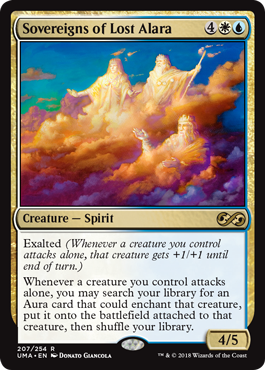 Sovereigns of Lost Alara 4
Creature — Spirit
Exalted (Whenever a creature you control
attacks alone, that creature gets +1/+1 until
end of turn.)
Whenever a creature you control attacks
alone, you may search your library for an
Aura card that could enchant that creature,
put it onto the battlefield attached to that
creature, then shuffle your library.
4/5
207/254 R
UMA • EN Donato Giancola
™ & © 2018 Wizards of the Coast